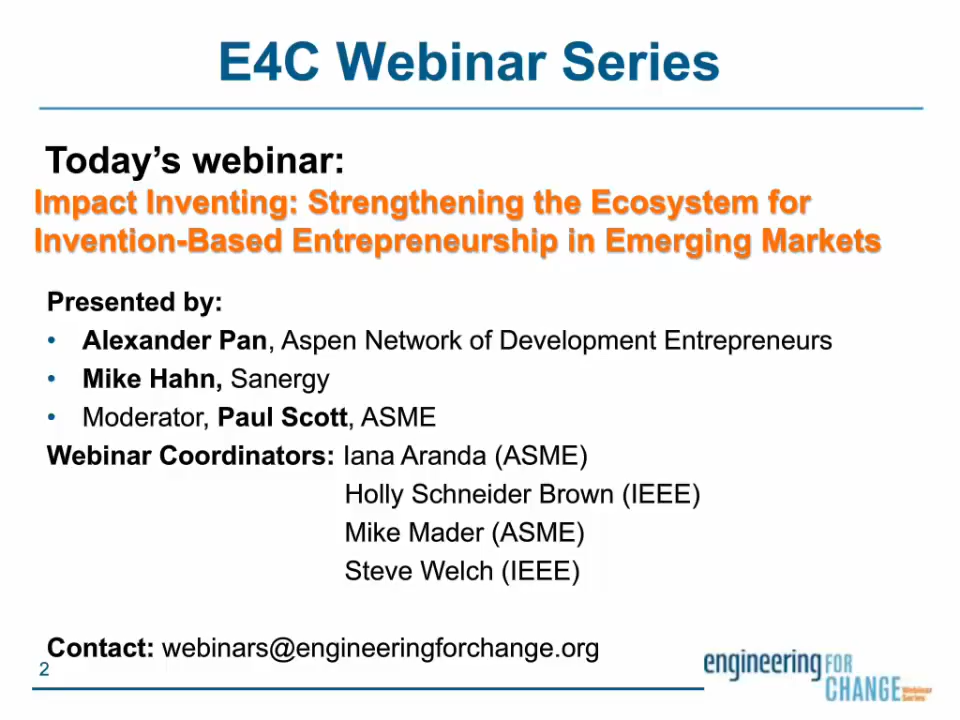 E4C Webinar Series
Today’s webinar:
Impact Inventing: Strengthening the Ecosystem for
Invention-Based Entrepreneurship in Emerging Markets
Presented by:
• Alexander Pan, Aspen Network of Development Entrepreneurs
• Mike Hahn, Sanergy
• Moderator, Paul Scott, ASME
Webinar Coordinators: Iana Aranda (ASME)
Holly Schneider Brown (IEEE)
Mike Mader (ASME)
Steve Welch (IEEE)
Contact: webinars@engineeringforchange.org
2
engineering FOR
CHANGE Webinar
Series